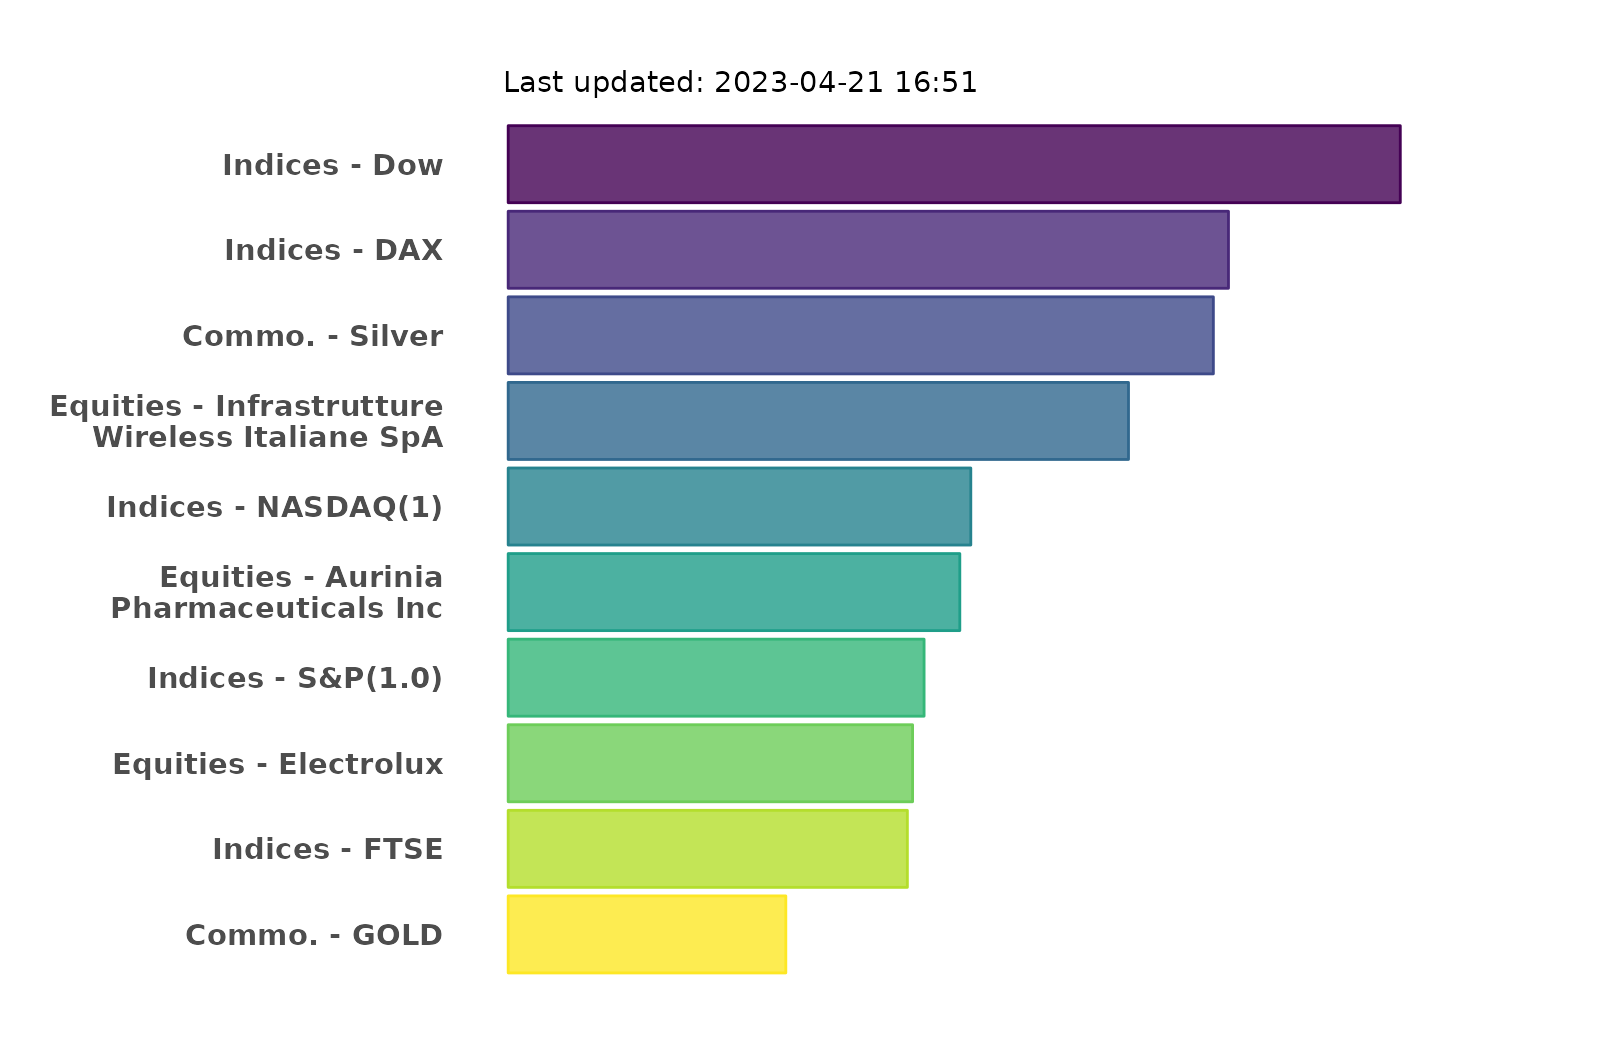 Last updated: 2023-04-21 16:51
Indices - Dow
Indices - DAX
Commo. - Silver
Equities - Infrastrutture
Wireless Italiane SpA
Indices - NASDAQ(1)
Equities - Aurinia
Pharmaceuticals Inc
Indices - S&P(1.0)
Equities - Electrolux
Indices - FTSE
Commo. - GOLD